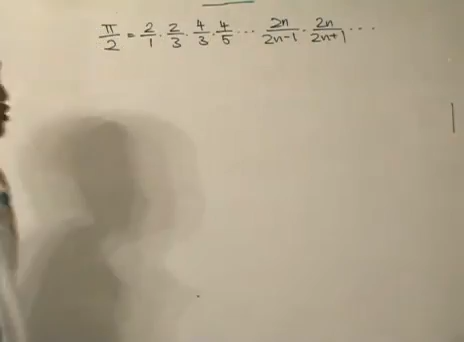 π/2 = 2/1 · 2/3 · 4/3 · 4/5 ... 2n/2n-1 · 2n/2n+1 ...